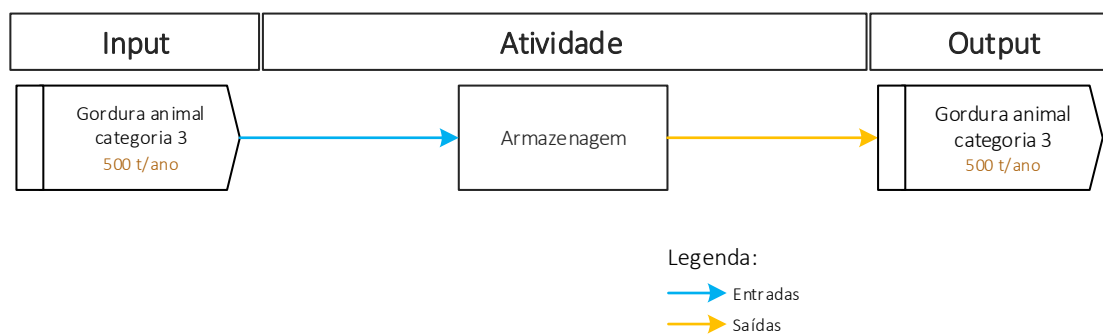 Input
Atividade
Output
Gordura animal
categoria 3
500 t/ano
Armazenagem
Gordura animal
categoria 3
500 t/ano
Legenda:
Entradas
Saídas